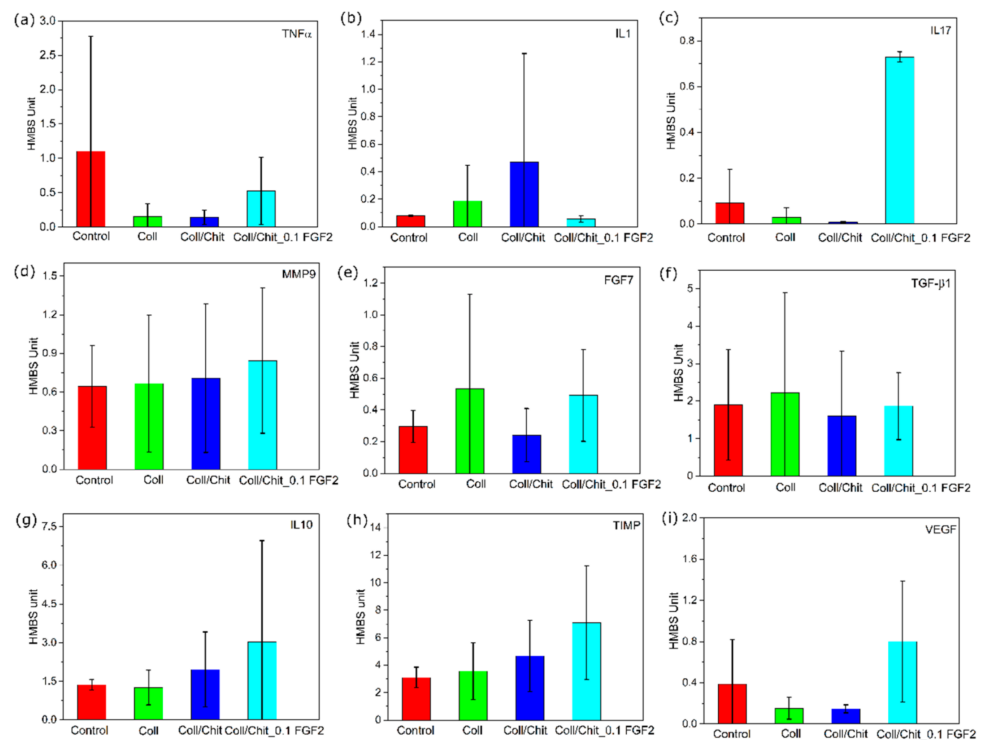 (a)
TNFα
HMBS Unit
3.0
2.5
2.0
1.5
1.0
0.5
0.0
Control
Coll
Coll/Chit
Coll/Chit_0.1 FGF2
(b)
IL1
HMBS Unit
1.4
1.2
1.0
0.8
0.6
0.4
0.2
0.0
Control
Coll
Coll/Chit
Coll/Chit_0.1 FGF2
(c)
IL17
HMBS Unit
0.8
0.6
0.4
0.2
0.0
Control
Coll
Coll/Chit
Coll/Chit_0.1 FGF2
(d)
MMP9
HMBS Unit
1.5
1.2
0.9
0.6
0.3
0.0
Control
Coll
Coll/Chit
Coll/Chit_0.1 FGF2
(e)
FGF7
HMBS Unit
1.2
1.0
0.8
0.6
0.4
0.2
0.0
Control
Coll
Coll/Chit
Coll/Chit_0.1 FGF2
(f)
TGF-β1
HMBS Unit
5
4
3
2
1
0
Control
Coll
Coll/Chit
Coll/Chit_0.1 FGF2
(g)
IL10
HMBS unit
7.5
6.0
4.5
3.0
1.5
0.0
Control
Coll
Coll/Chit
Coll/Chit_0.1 FGF2
(h)
TIMP
HMBS unit
14
12
10
8
6
4
2
0
Control
Coll
Coll/Chit
Coll/Chit_0.1 FGF2
(i)
VEGF
HMBS Unit
2.0
1.6
1.2
0.8
0.4
0.0
Control
Coll
Coll/Chit
Coll/Chit_0.1 FGF2